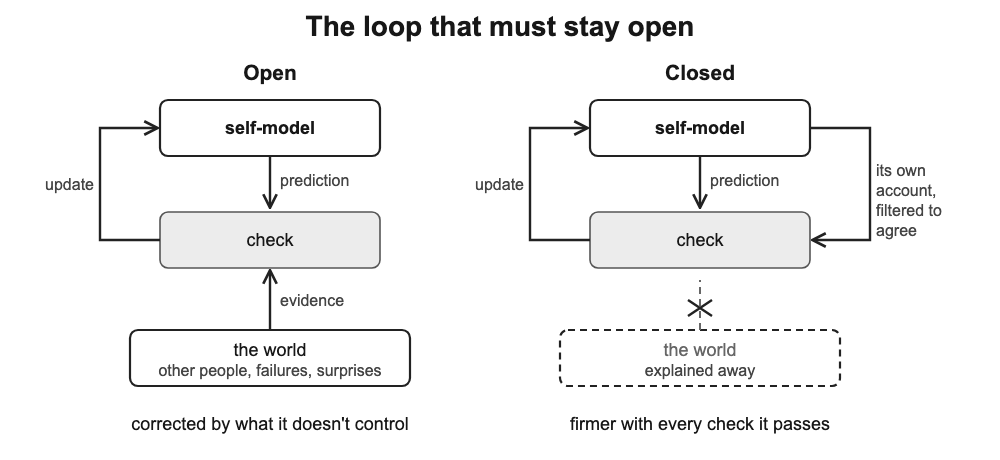 The loop that must stay open
Open
self-model
update
prediction
check
evidence
the world
other people, failures, surprises
corrected by what it doesn't control
Closed
self-model
update
prediction
its own
account,
filtered to
agree
check
the world
explained away
firmer with every check it passes